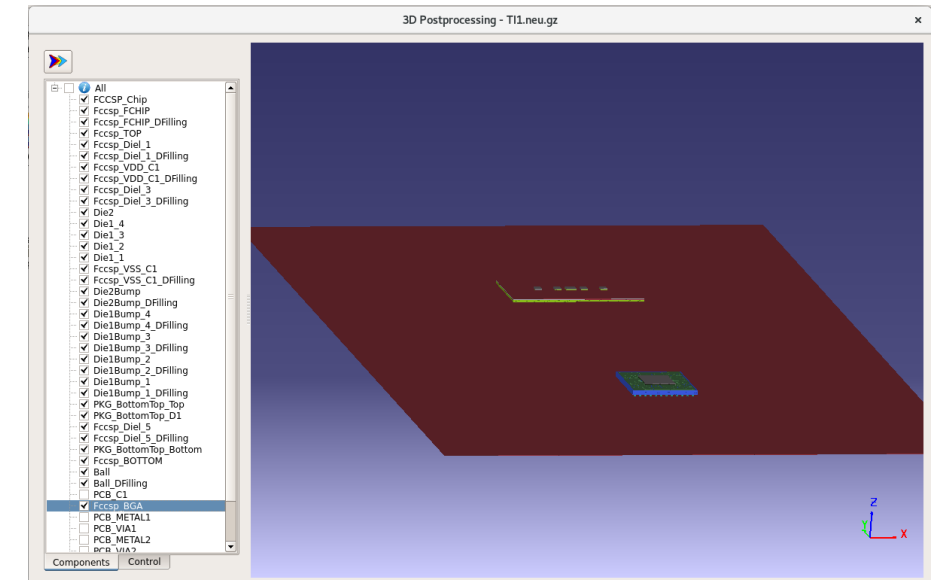 3D Postprocessing - TI1.neu.gz
×
All
FCCSP_Chip
Fccsp_FCHIP
Fccsp_FCHIP_DFilling
Fccsp_TOP
Fccsp_Diel_1
Fccsp_Diel_1_DFilling
Fccsp_VDD_C1
Fccsp_VDD_C1_DFilling
Fccsp_Diel_3
Fccsp_Diel_3_DFilling
Die2
Die1_4
Die1_3
Die1_2
Die1_1
Fccsp_VSS_C1
Fccsp_VSS_C1_DFilling
Die2Bump
Die2Bump_DFilling
Die1Bump_4
Die1Bump_4_DFilling
Die1Bump_3
Die1Bump_3_DFilling
Die1Bump_2
Die1Bump_2_DFilling
Die1Bump_1
Die1Bump_1_DFilling
PKG_BottomTop_Top
PKG_BottomTop_D1
Fccsp_Diel_5
Fccsp_Diel_5_DFilling
PKG_BottomTop_Bottom
Fccsp_BOTTOM
Ball
Ball_DFilling
PCB_C1
Fccsp_BGA
PCB_METAL1
PCB_VIA1
PCB_METAL2
PCB_VIA2
Components Control
Z
Y
X